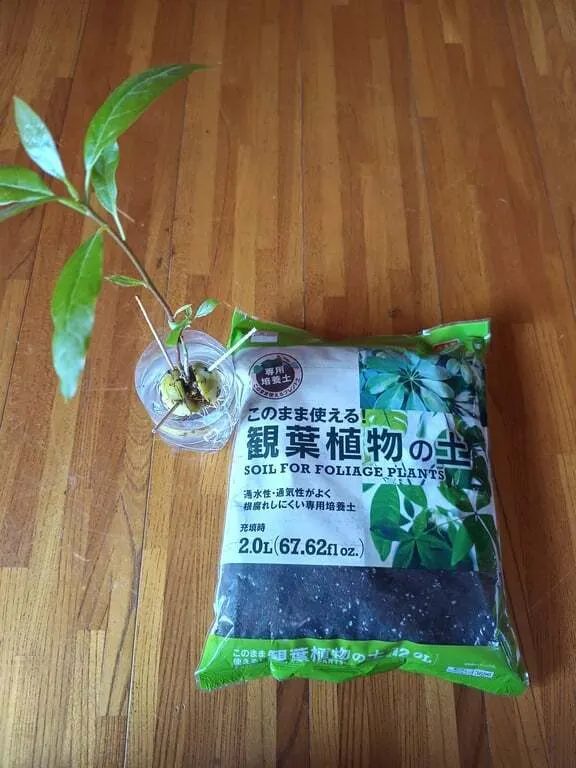 専用
培養土
このまま使える!
観葉植物の土
SOIL FOR FOLIAGE PLANTS
通水性・通気性がよく
根腐れしにくい専用培養土
充填時
2.0L(67.62fl oz.)
このまま
使える
観葉植物の土